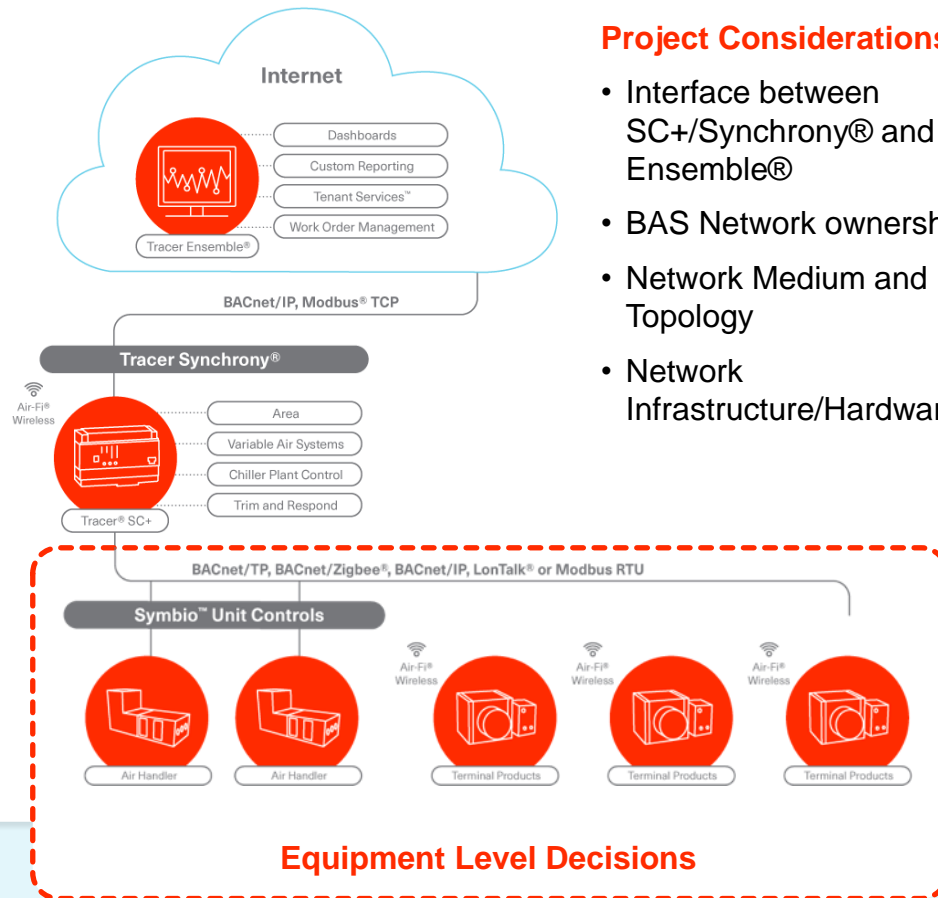 Internet
Dashboards
Custom Reporting
Tenant Services™
Work Order Management
Tracer Ensemble®
BACnet/IP, Modbus® TCP
Tracer Synchrony®
Air-Fi®
Wireless
Area
Variable Air Systems
Chiller Plant Control
Trim and Respond
Tracer® SC+
Project Considerations
• Interface between
SC+/Synchrony® and
Ensemble®
• BAS Network
• Network Medium and
Topology
• Network
BACnet/TP, BACnet/Zigbee®, BACnet/IP, LonTalk® or Modbus RTU
Symbio™ Unit Controls
Air-Fi®
Wireless
Air-Fi®
Wireless
Air-Fi®
Wireless
Air Handler
Air Handler
Terminal Products
Terminal Products
Terminal Products
Equipment Level Decisions